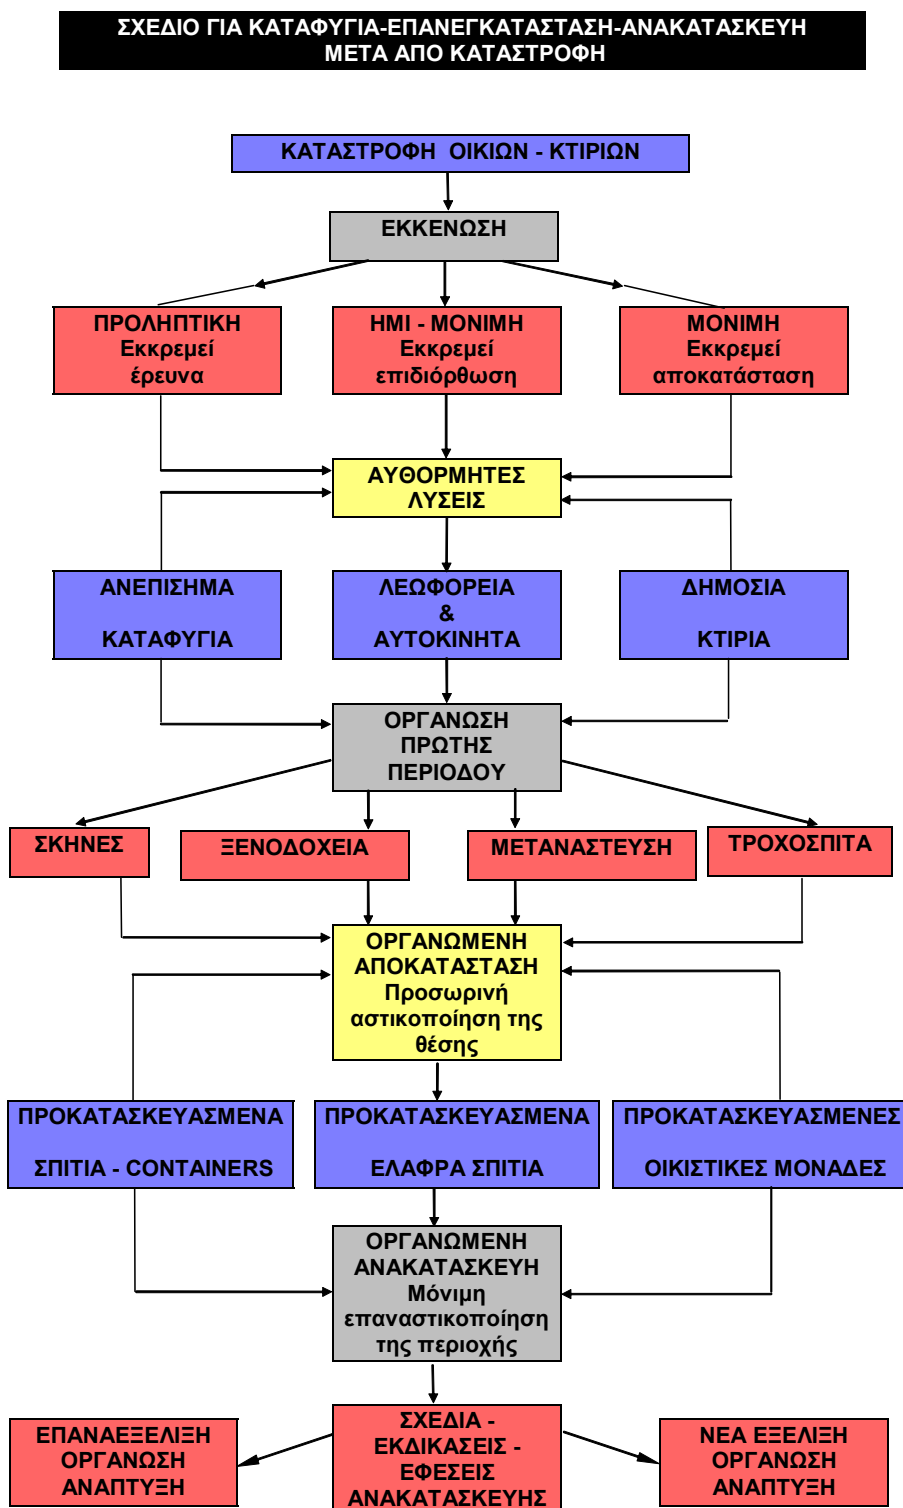 ΣΧΕΔΙΟ ΓΙΑ ΚΑΤΑΦΥΓΙΑ-ΕΠΑΝΕΓΚΑΤΑΣΤΑΣΗ-ΑΝΑΚΑΤΑΣΚΕΥΗ
ΜΕΤΑ ΑΠΟ ΚΑΤΑΣΤΡΟΦΗ
ΚΑΤΑΣΤΡΟΦΗ ΟΙΚΙΩΝ - ΚΤΙΡΙΩΝ
ΕΚΚΕΝΩΣΗ
ΠΡΟΛΗΠΤΙΚΗ
Εκκρεμεί
έρευνα
ΗΜΙ - ΜΟΝΙΜΗ
Εκκρεμεί
επιδιόρθωση
ΜΟΝΙΜΗ
Εκκρεμεί
αποκατάσταση
ΑΥΘΟΡΜΗΤΕΣ
ΛΥΣΕΙΣ
ΑΝΕΠΙΣΗΜΑ
ΚΑΤΑΦΥΓΙΑ
ΛΕΩΦΟΡΕΙΑ
&
ΑΥΤΟΚΙΝΗΤΑ
ΔΗΜΟΣΙΑ
ΚΤΙΡΙΑ
ΟΡΓΑΝΩΣΗ
ΠΡΩΤΗΣ
ΠΕΡΙΟΔΟΥ
ΣΚΗΝΕΣ
ΞΕΝΟΔΟΧΕΙΑ
ΜΕΤΑΝΑΣΤΕΥΣΗ
ΤΡΟΧΟΣΠΙΤΑ
ΟΡΓΑΝΩΜΕΝΗ
ΑΠΟΚΑΤΑΣΤΑΣΗ
Προσωρινή
αστικοποίηση της
θέσης
ΠΡΟΚΑΤΑΣΚΕΥΑΣΜΕΝΑ
ΣΠΙΤΙΑ - CONTAINERS
ΠΡΟΚΑΤΑΣΚΕΥΑΣΜΕΝΑ
ΕΛΑΦΡΑ ΣΠΙΤΙΑ
ΠΡΟΚΑΤΑΣΚΕΥΑΣΜΕΝΕΣ
ΟΙΚΙΣΤΙΚΕΣ ΜΟΝΑΔΕΣ
ΟΡΓΑΝΩΜΕΝΗ
ΑΝΑΚΑΤΑΣΚΕΥΗ
Μόνιμη
επαναστικοποίηση
της περιοχής
ΕΠΑΝΑΕΞΕΛΙΞΗ
ΟΡΓΑΝΩΣΗ
ΑΝΑΠΤΥΞΗ
ΣΧΕΔΙΑ -
ΕΚΔΙΚΑΣΕΙΣ -
ΕΦΕΣΕΙΣ
ΑΝΑΚΑΤΑΣΚΕΥΗΣ
ΝΕΑ ΕΞΕΛΙΞΗ
ΟΡΓΑΝΩΣΗ
ΑΝΑΠΤΥΞΗ